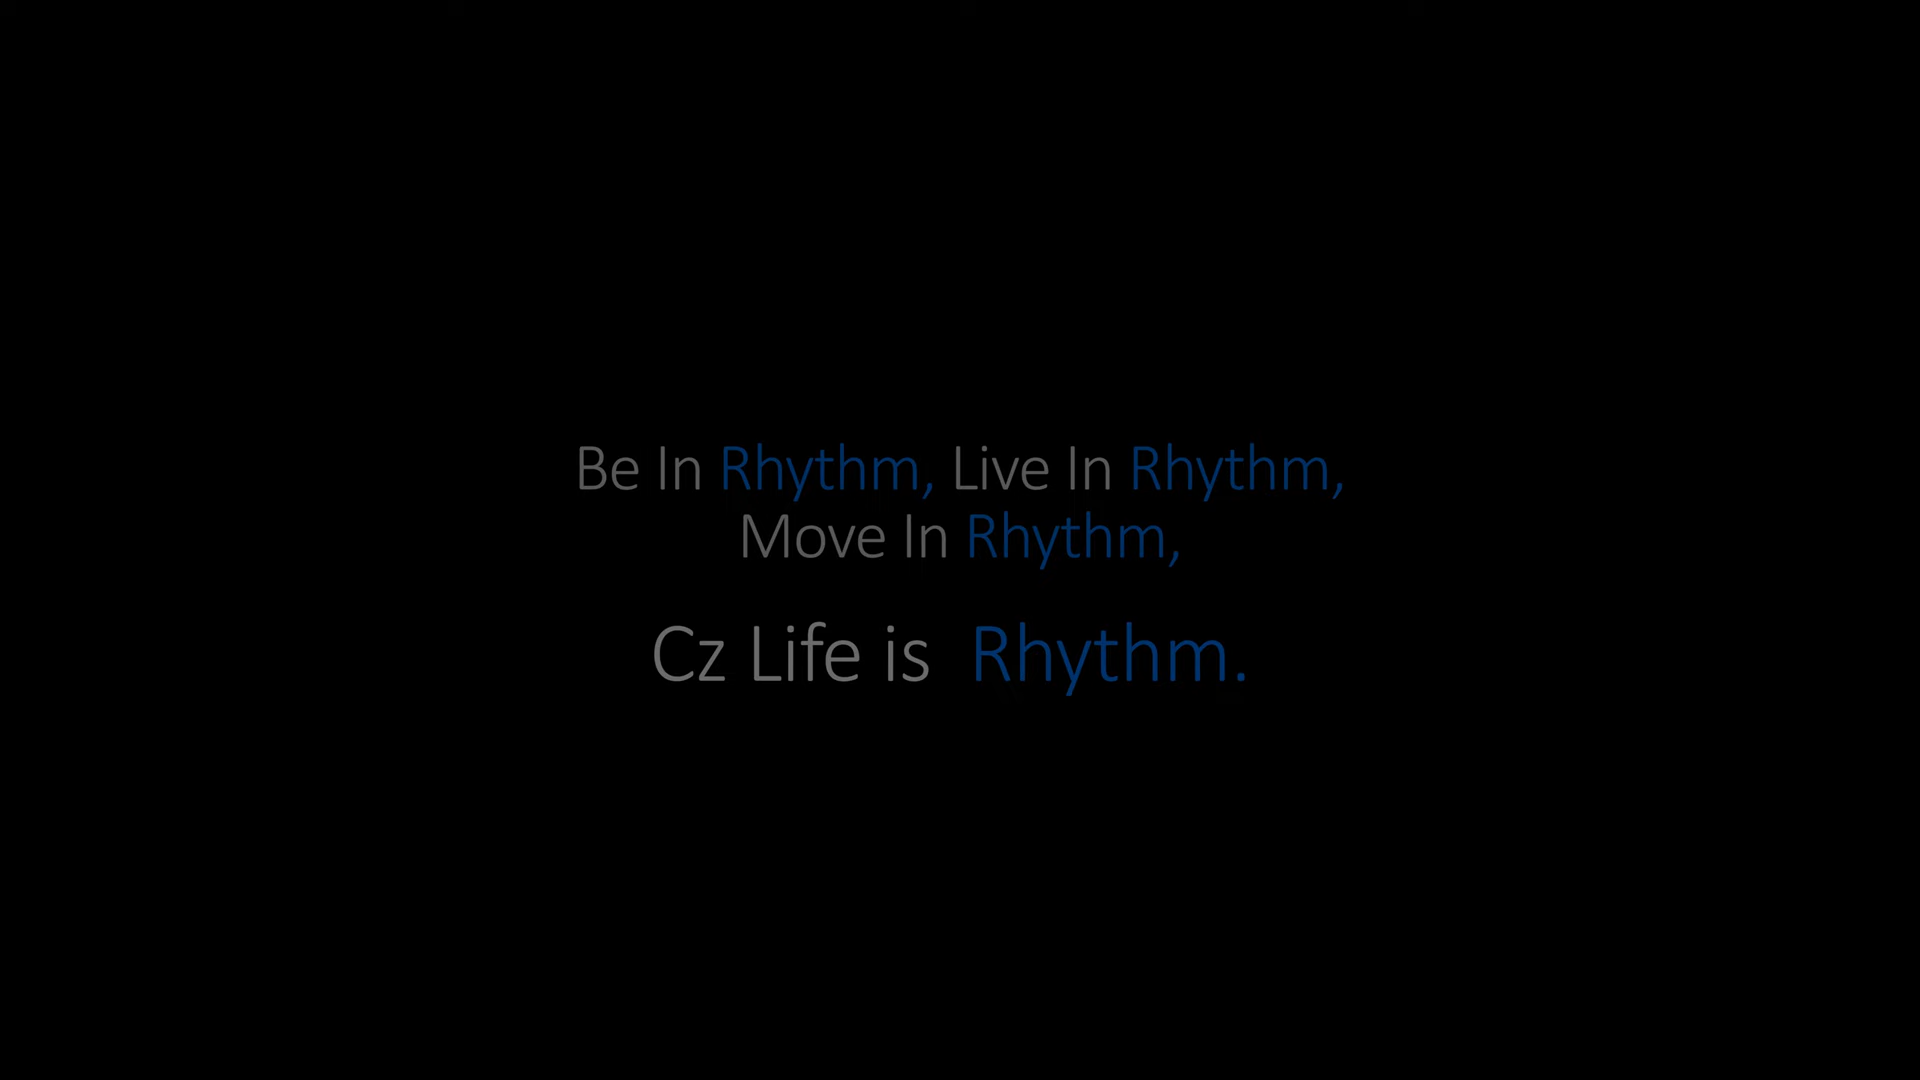 Be In Rhythm, Live In Rhythm,
Move In Rhythm,
Cz Life is Rhythm.